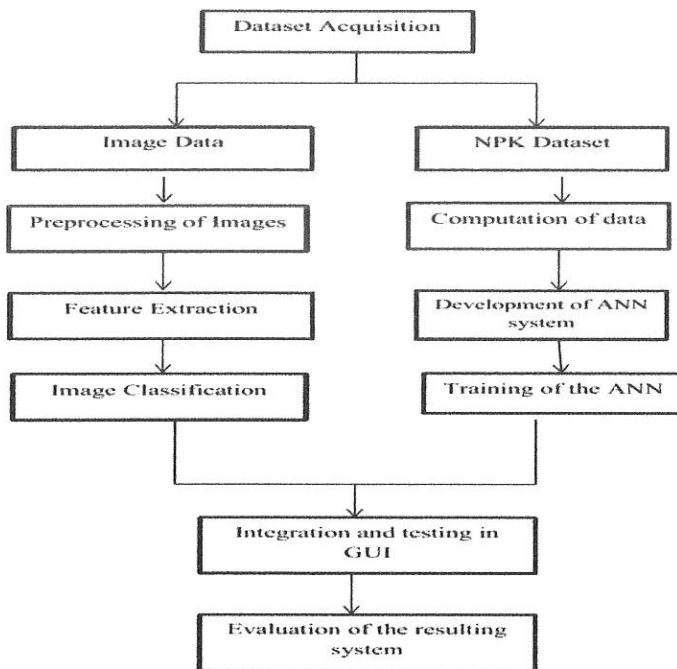 Dataset Acquisition
Image Data
NPK Dataset
Preprocessing of Images
Computation of data
Feature Extraction
Development of ANN
system
Image Classification
Training of the ANN
Integration and testing in
GUI
Evaluation of the resulting
system